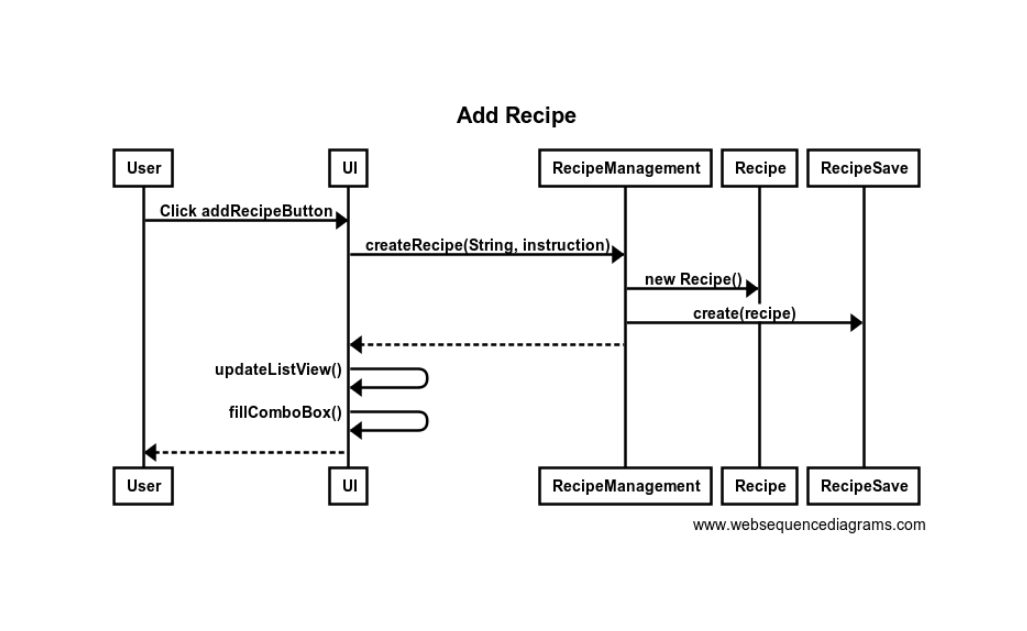 Add Recipe
User
UI
RecipeManagement
Recipe
RecipeSave
Click addRecipeButton
createRecipe(String, instruction)
new Recipe()
create(recipe)
updateListView()
fillComboBox()
User
UI
RecipeManagement
Recipe
RecipeSave
www.websequencediagrams.com